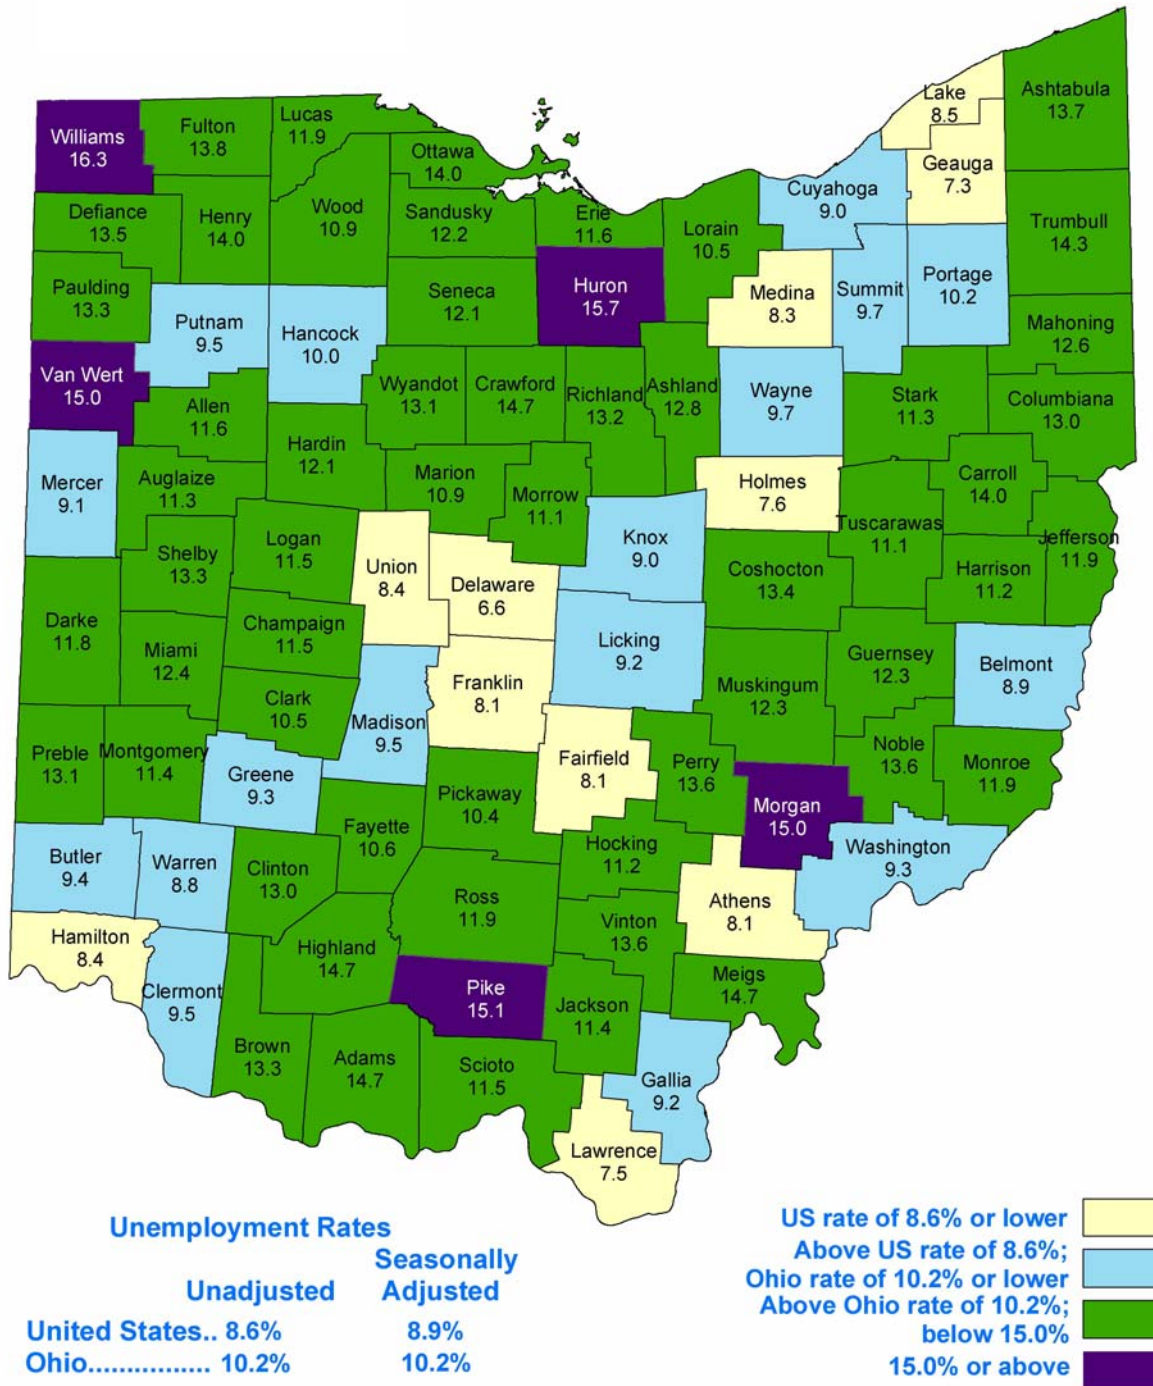 Lake
8.5
Ashtabula
13.7
Williams
16.3
Fulton
13.8
Lucas
11.9
Ottawa
14.0
Geauga
7.3
Cuyahoga
9.0
Defiance
13.5
Henry
14.0
Wood
10.9
Sandusky
12.2
Erie
11.6
Lorain
10.5
Trumbull
14.3
Paulding
13.3
Putnam
9.5
Hancock
10.0
Seneca
12.1
Huron
15.7
Medina
8.3
Summit
9.7
Portage
10.2
Mahoning
12.6
Van Wert
15.0
Allen
11.6
Wyandot
13.1
Crawford
14.7
Richland
13.2
Ashland
12.8
Wayne
9.7
Stark
11.3
Columbiana
13.0
Mercer
9.1
Auglaize
11.3
Hardin
12.1
Marion
10.9
Morrow
11.1
Holmes
7.6
Carroll
14.0
Tuscarawas
11.1
Jefferson
11.9
Shelby
13.3
Logan
11.5
Union
8.4
Delaware
6.6
Knox
9.0
Coshocton
13.4
Harrison
11.2
Darke
11.8
Miami
12.4
Champaign
11.5
Licking
9.2
Guernsey
12.3
Belmont
8.9
Clark
10.5
Madison
9.5
Franklin
8.1
Muskingum
12.3
Preble
13.1
Montgomery
11.4
Greene
9.3
Fairfield
8.1
Perry
13.6
Noble
13.6
Monroe
11.9
Pickaway
10.4
Morgan
15.0
Fayette
10.6
Hocking
11.2
Washington
9.3
Butler
9.4
Warren
8.8
Clinton
13.0
Ross
11.9
Athens
8.1
Vinton
13.6
Hamilton
8.4
Highland
14.7
Meigs
14.7
Clermont
9.5
Pike
15.1
Jackson
11.4
Brown
13.3
Adams
14.7
Scioto
11.5
Gallia
9.2
Lawrence
7.5
Unemployment Rates
Seasonally
Unadjusted Adjusted
United States.. 8.6% 8.9%
Ohio................ 10.2% 10.2%
US rate of 8.6% or lower
Above US rate of 8.6%;
Ohio rate of 10.2% or lower
Above Ohio rate of 10.2%;
below 15.0%
15.0% or above